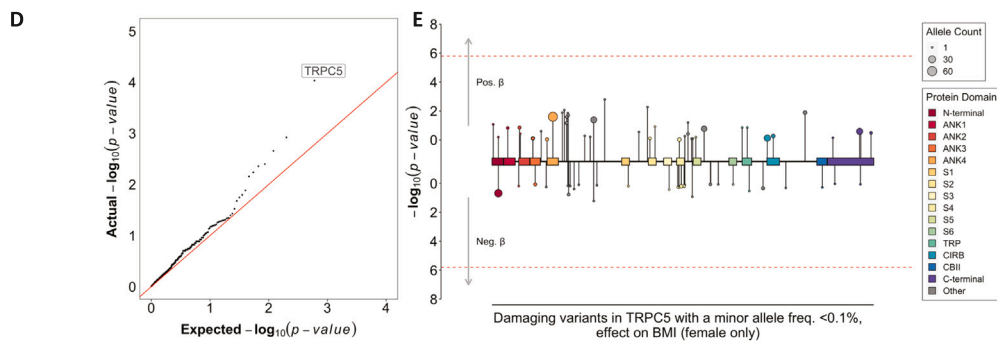 D
5
4
3
2
1
0
Actual −log10(p − value)
TRPC5
0
1
2
3
4
Expected −log10(p − value)
E
8
6
4
2
0
0
2
4
6
8
−log10(p − value)
Pos. β
Neg. β
Damaging variants in TRPC5 with a minor allele freq. <0.1%,
effect on BMI (female only)
Allele Count
1
30
60
Protein Domain
N-terminal
ANK1
ANK2
ANK3
ANK4
S1
S2
S3
S4
S5
S6
TRP
CIRB
CBII
C-terminal
Other